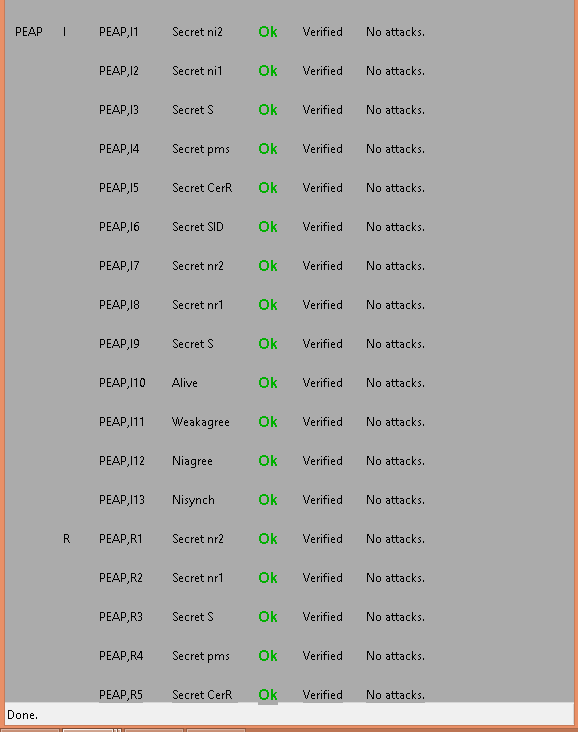 PEAP I PEAP,I1 Secret ni2 Ok Verified No attacks.
PEAP,I2 Secret ni1 Ok Verified No attacks.
PEAP,I3 Secret S Ok Verified No attacks.
PEAP,I4 Secret pms Ok Verified No attacks.
PEAP,I5 Secret CerR Ok Verified No attacks.
PEAP,I6 Secret SID Ok Verified No attacks.
PEAP,I7 Secret nr2 Ok Verified No attacks.
PEAP,I8 Secret nr1 Ok Verified No attacks.
PEAP,I9 Secret S Ok Verified No attacks.
PEAP,I10 Alive Ok Verified No attacks.
PEAP,I11 Weakagree Ok Verified No attacks.
PEAP,I12 Niagree Ok Verified No attacks.
PEAP,I13 Nisynch Ok Verified No attacks.
R PEAP,R1 Secret nr2 Ok Verified No attacks.
PEAP,R2 Secret nr1 Ok Verified No attacks.
PEAP,R3 Secret S Ok Verified No attacks.
PEAP,R4 Secret pms Ok Verified No attacks.
PEAP,R5 Secret CerR Ok Verified No attacks.
Done.